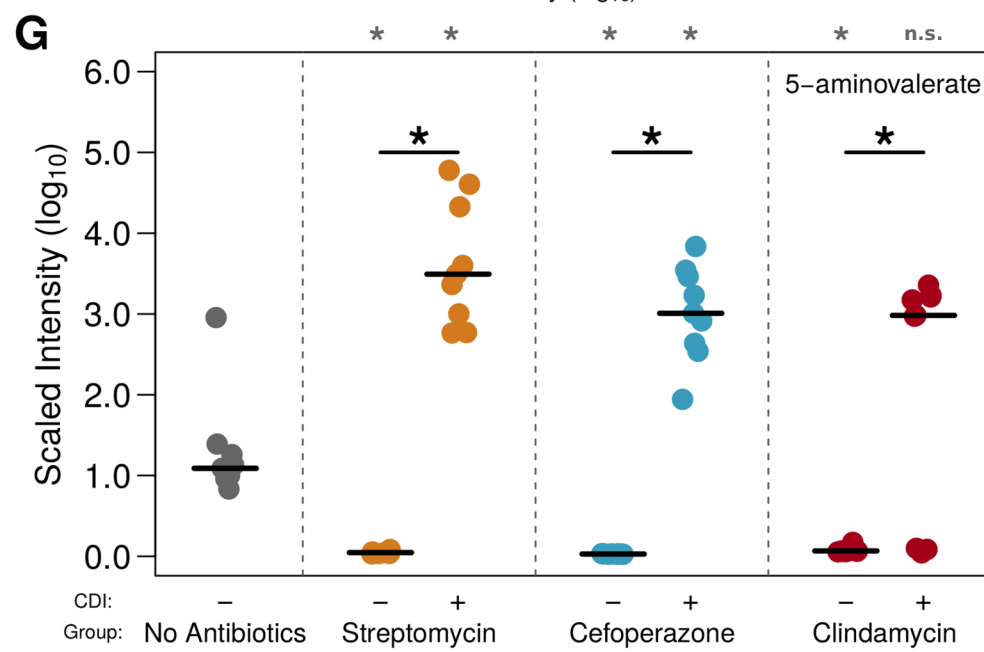 G
* * * * * n.s.
5−aminovalerate
* * *
Scaled Intensity (log10)
6.0
5.0
4.0
3.0
2.0
1.0
0.0
CDI: − − + − + − +
Group: No Antibiotics Streptomycin Cefoperazone Clindamycin